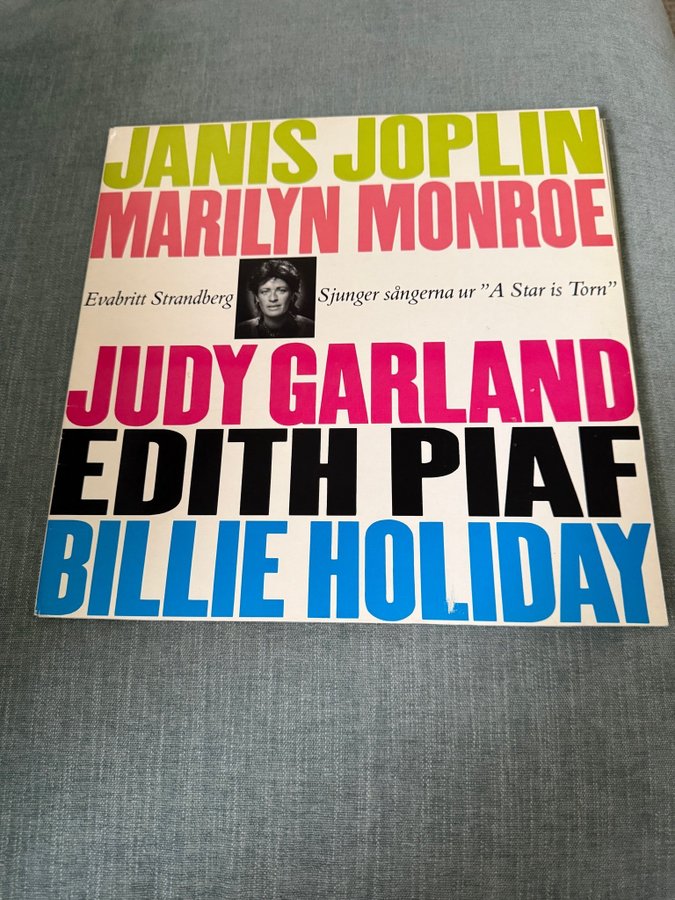 JANIS JOPLIN
MARILYN MONROE
Evabritt Strandberg Sjunger sångerna ur "A Star is Torn"
JUDY GARLAND
EDITH PIAF
BILLIE HOLIDAY